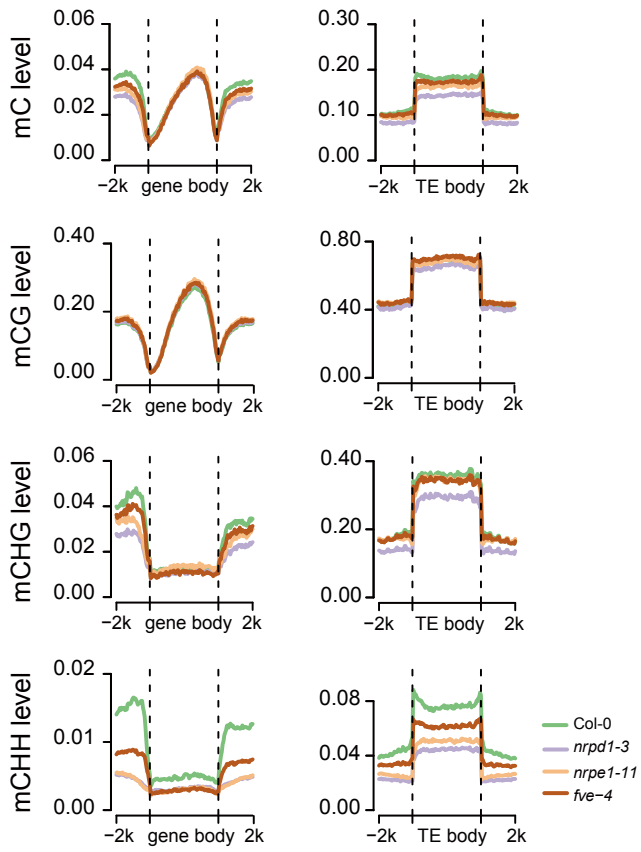 mC level
0.06
0.04
0.02
0.00
−2k gene body 2k
0.30
0.20
0.10
0.00
−2k TE body 2k
mCG level
0.40
0.20
0.00
−2k gene body 2k
0.80
0.40
0.00
−2k TE body 2k
mCHG level
0.06
0.04
0.02
0.00
−2k gene body 2k
0.40
0.20
0.00
−2k TE body 2k
mCHH level
0.02
0.01
0.000
−2k gene body 2k
0.08
0.04
0.00
−2k TE body 2k
Col-0
nrpd1-3
nrpe1-11
fve−4